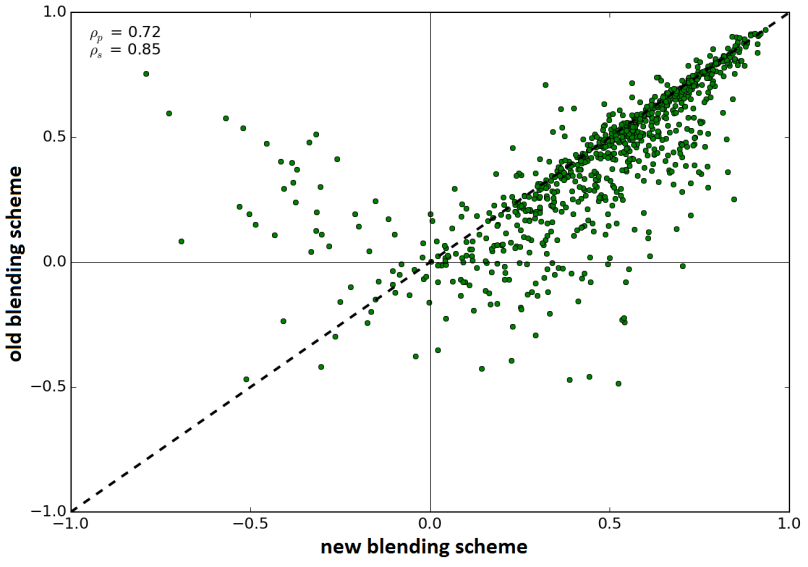 1.0
ρp = 0.72
ρs = 0.85
0.5
0.0
−0.5
−1.0
−1.0 −0.5 0.0 0.5 1.0
old blending scheme
new blending scheme